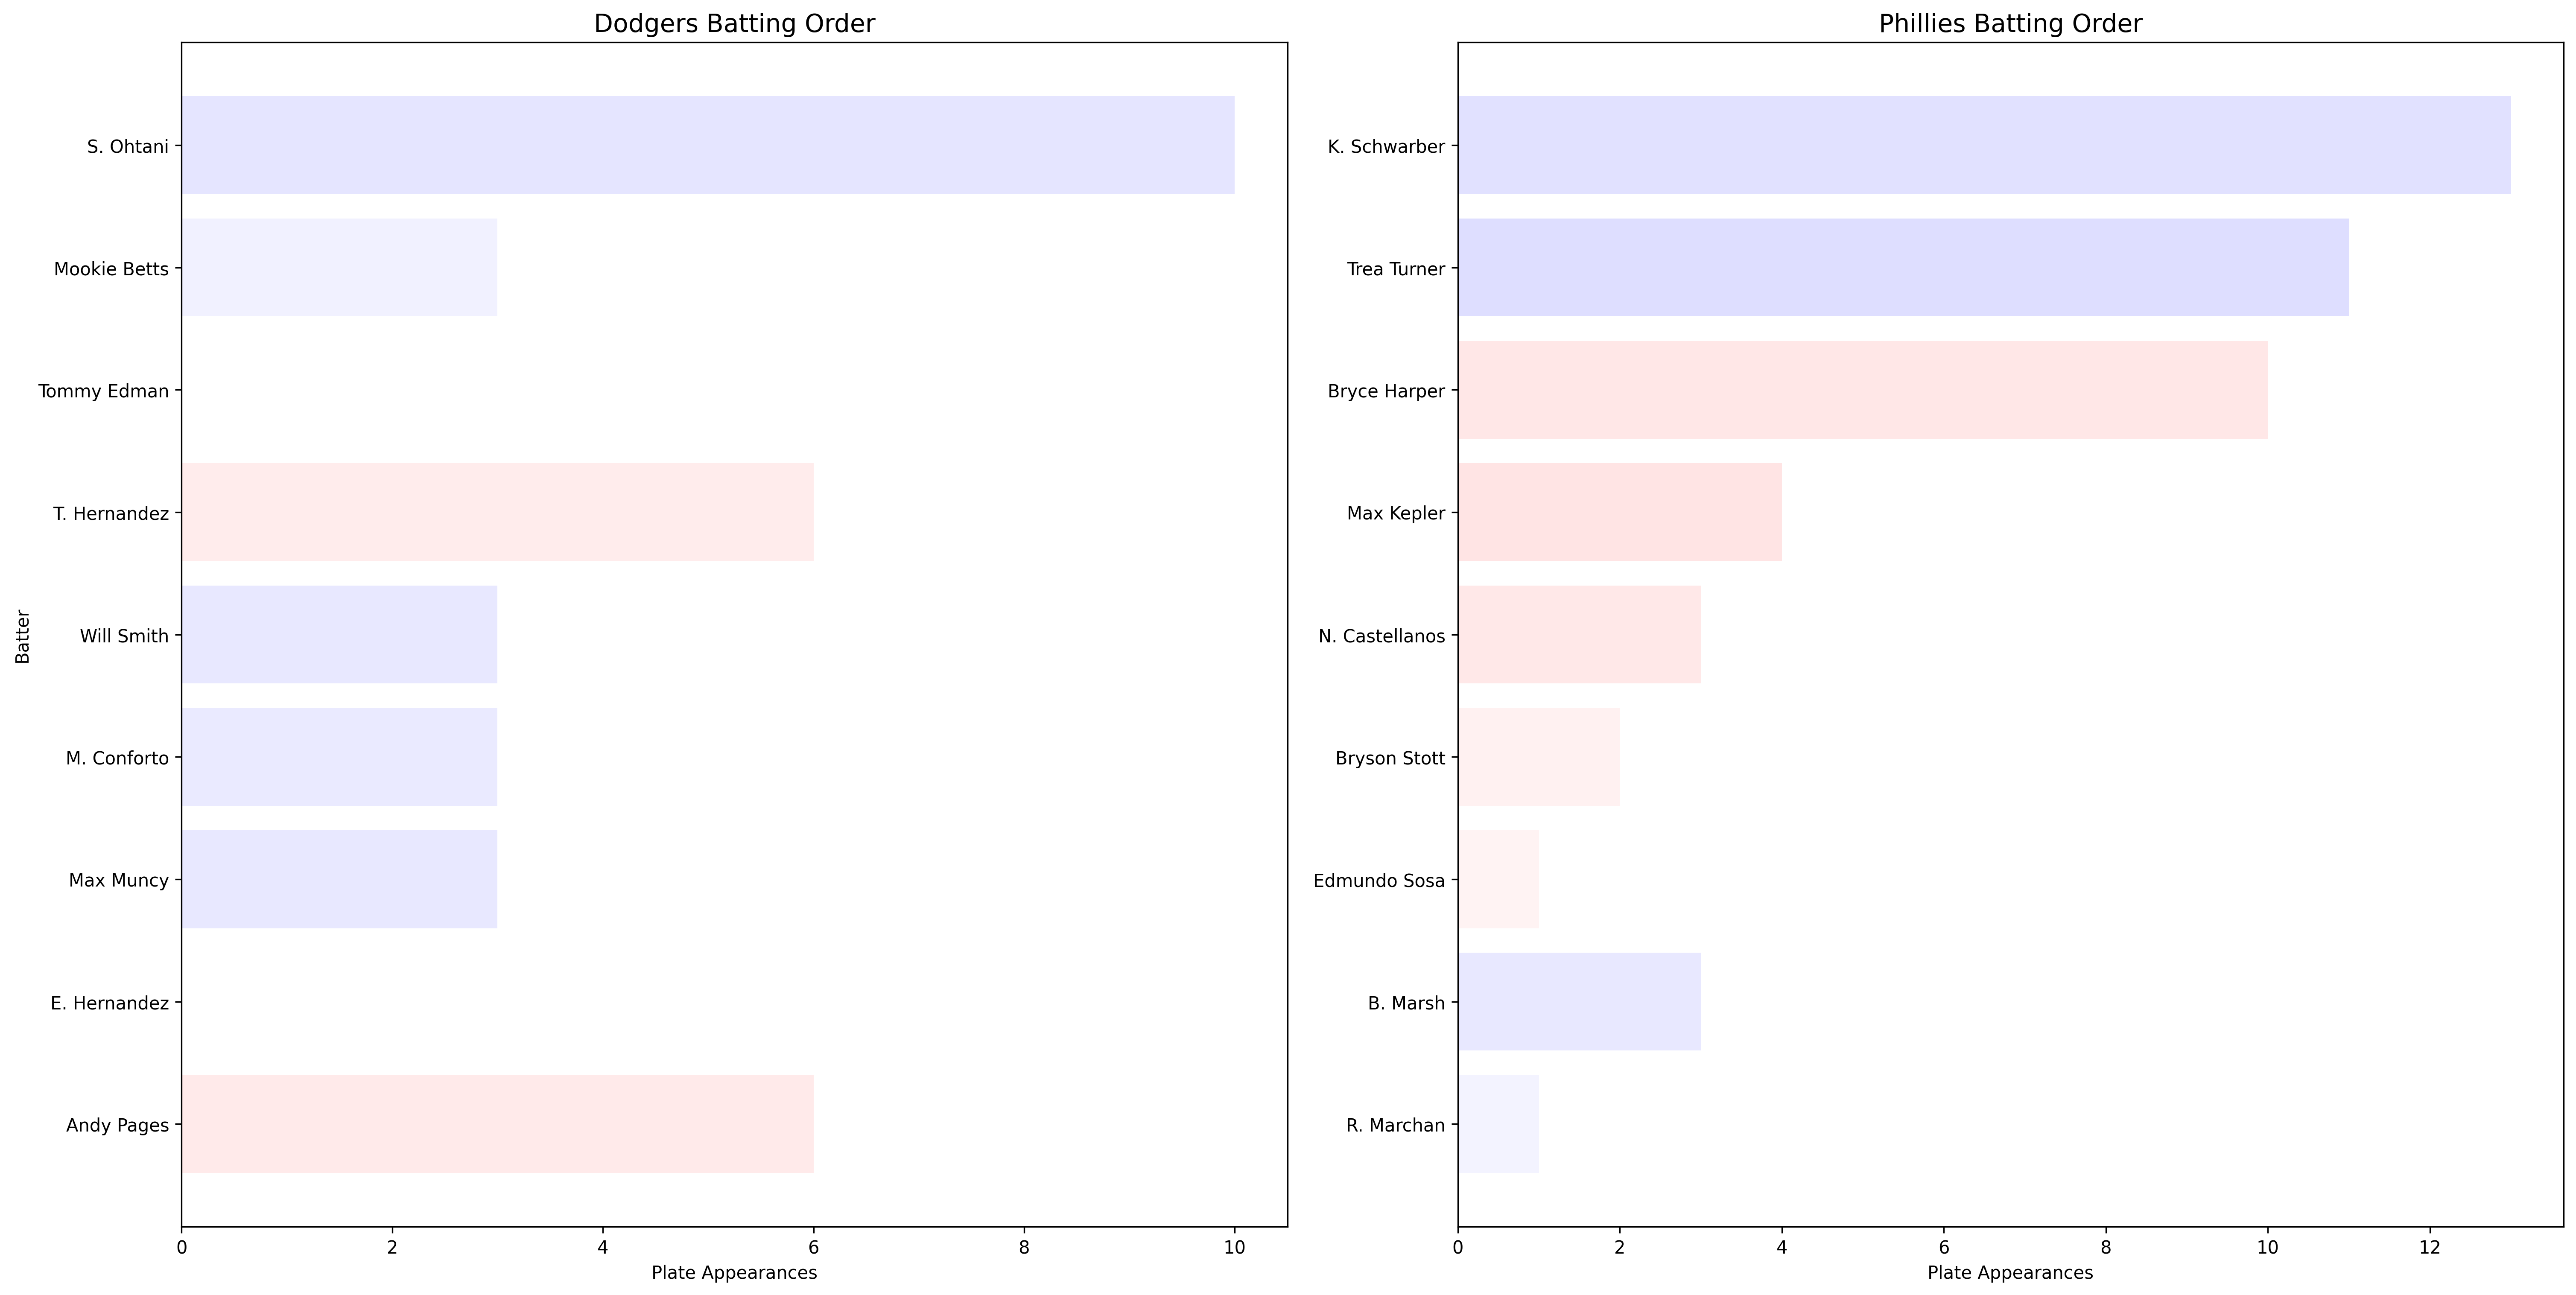 Dodgers Batting Order
Batter
S. Ohtani
Mookie Betts
Tommy Edman
T. Hernandez
Will Smith
M. Conforto
Max Muncy
E. Hernandez
Andy Pages
0 2 4 6 8 10
Plate Appearances
Phillies Batting Order
K. Schwarber
Trea Turner
Bryce Harper
Max Kepler
N. Castellanos
Bryson Stott
Edmundo Sosa
B. Marsh
R. Marchan
0 2 4 6 8 10 12
Plate Appearances